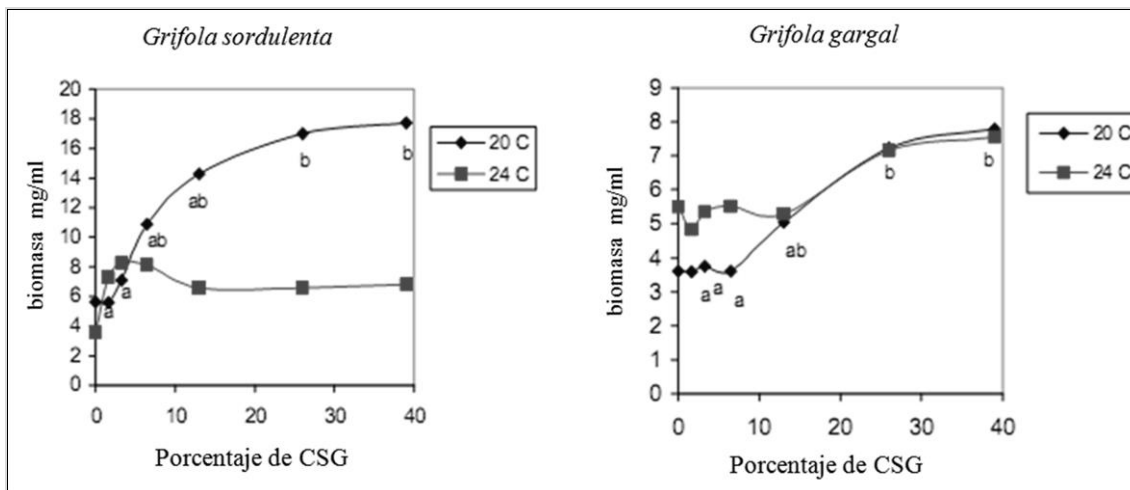 Grifola sordulenta
20
18
16
14
12
10
8
6
4
2
0
biomasa mg/ml
0 10 20 30 40
Porcentaje de CSG
a
a
ab
ab
b
b
20 C
24 C
Grifola gargal
9
8
7
6
5
4
3
2
1
0
biomasa mg/ml
0 10 20 30 40
Porcentaje de CSG
a
a
a
ab
b
b
20 C
24 C